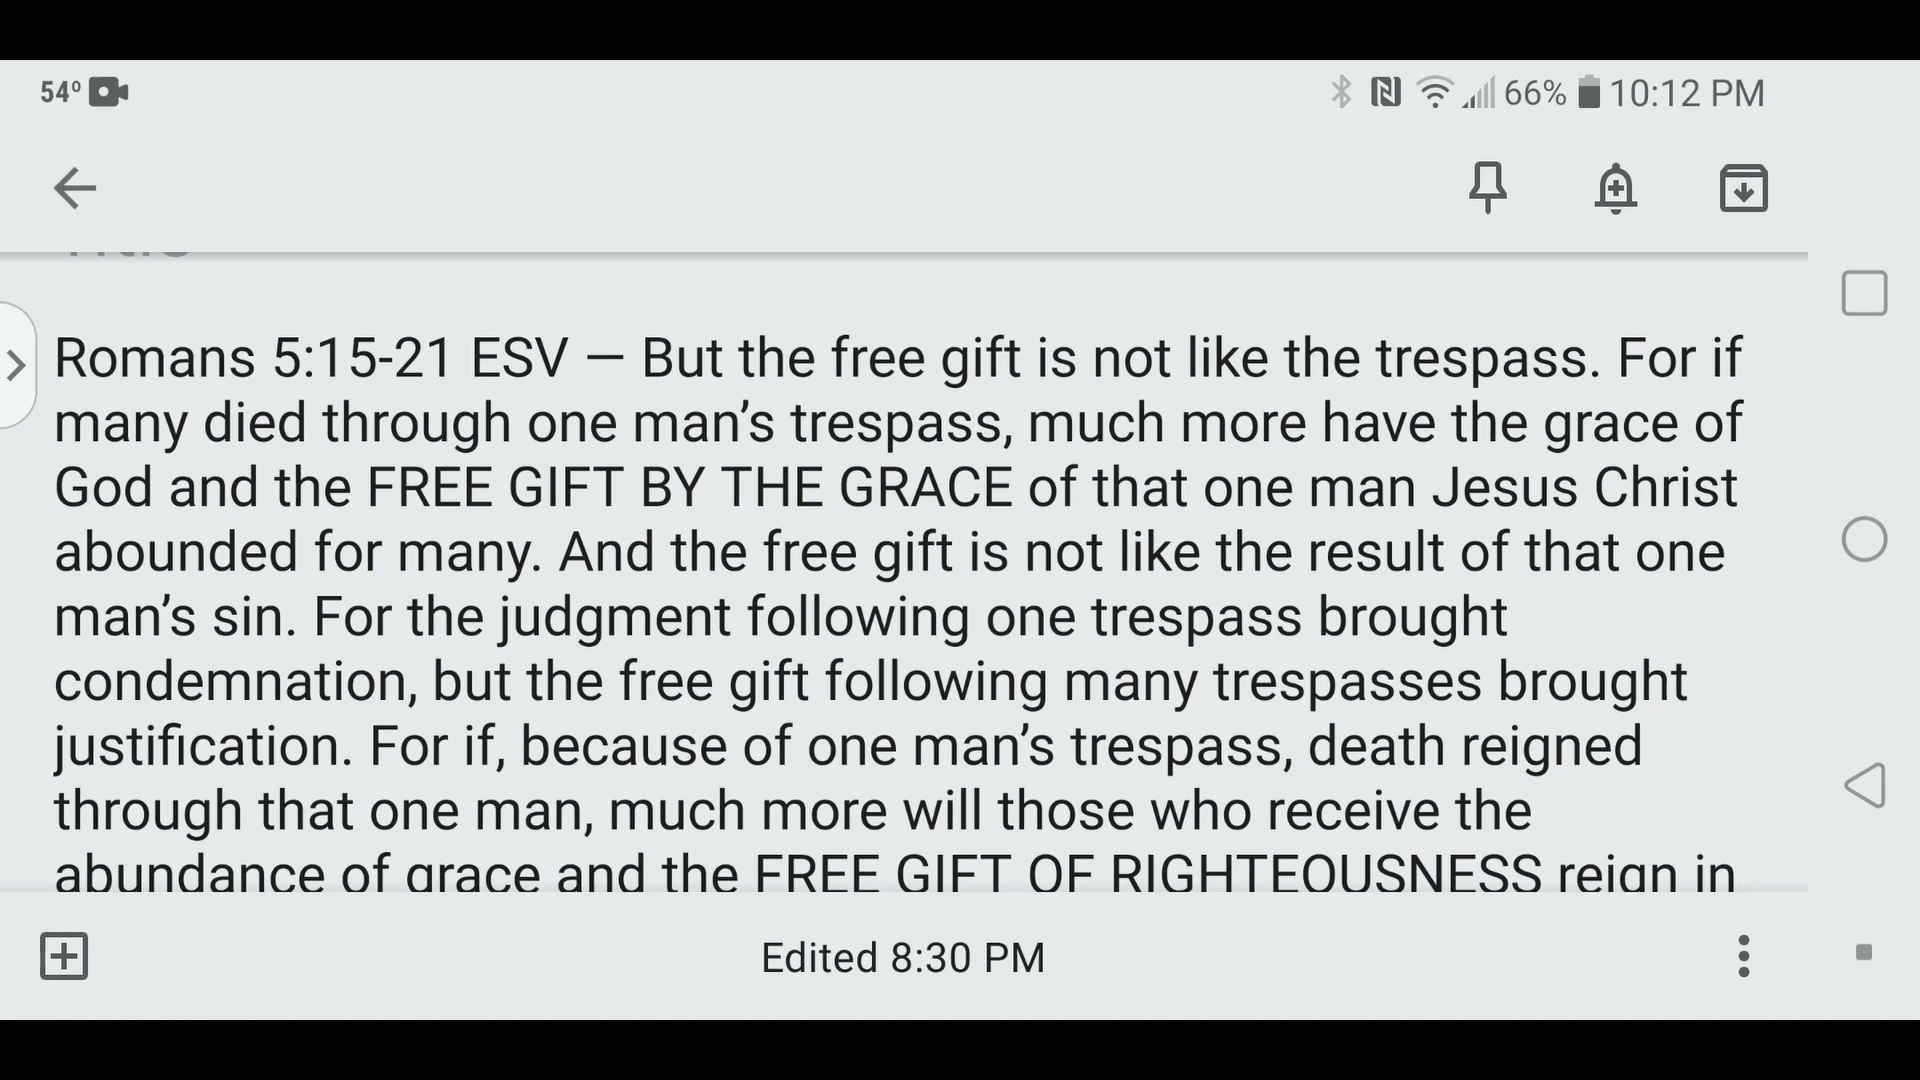 54° 66% 10:12 PM
Romans 5:15-21 ESV — But the free gift is not like the trespass. For if
many died through one man’s trespass, much more have the grace of
God and the FREE GIFT BY THE GRACE of that one man Jesus Christ
abounded for many. And the free gift is not like the result of that one
man’s sin. For the judgment following one trespass brought
condemnation, but the free gift following many trespasses brought
justification. For if, because of one man’s trespass, death reigned
through that one man, much more will those who receive the
abundance of grace and the FREE GIFT OF RIGHTEOUSNESS reign in
Edited 8:30 PM